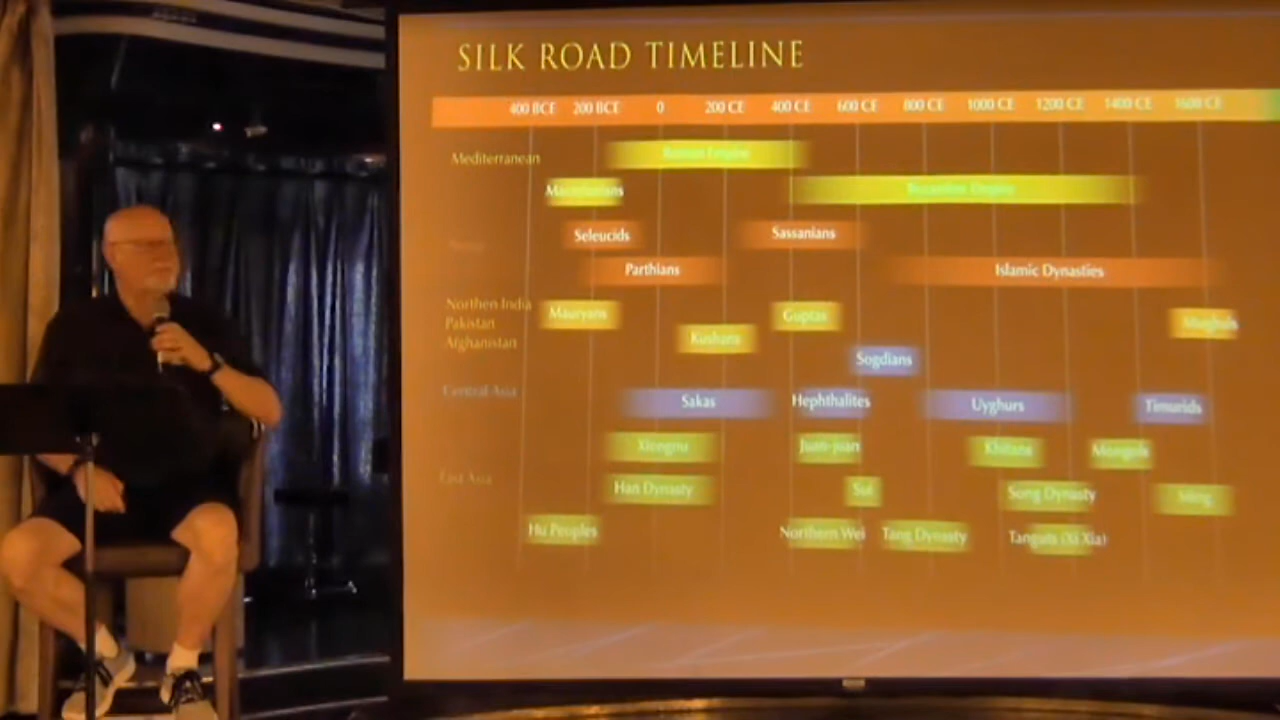 SILK ROAD TIMELINE
400 BCE 200 BCE 0 200 CE 400 CE 600 CE 800 CE 1000 CE 1200 CE 1400 CE 1600 CE
Mediterranean
Roman Empire
Macedonians
Byzantine Empire
Seleucids
Sassanians
Parthians
Islamic Dynasties
Northen India
Pakistan
Afghanistan
Mauryans
Guptas
Mughuls
Kushans
Sogdians
Central Asia
Sakas
Hephthalites
Uyghurs
Timurids
Xiongnu
Juan-juan
Khitans
Mongols
East Asia
Han Dynasty
Sui
Song Dynasty
Ming
Hu Peoples
Northern Wei
Tang Dynasty
Tanguts (Xi Xia)